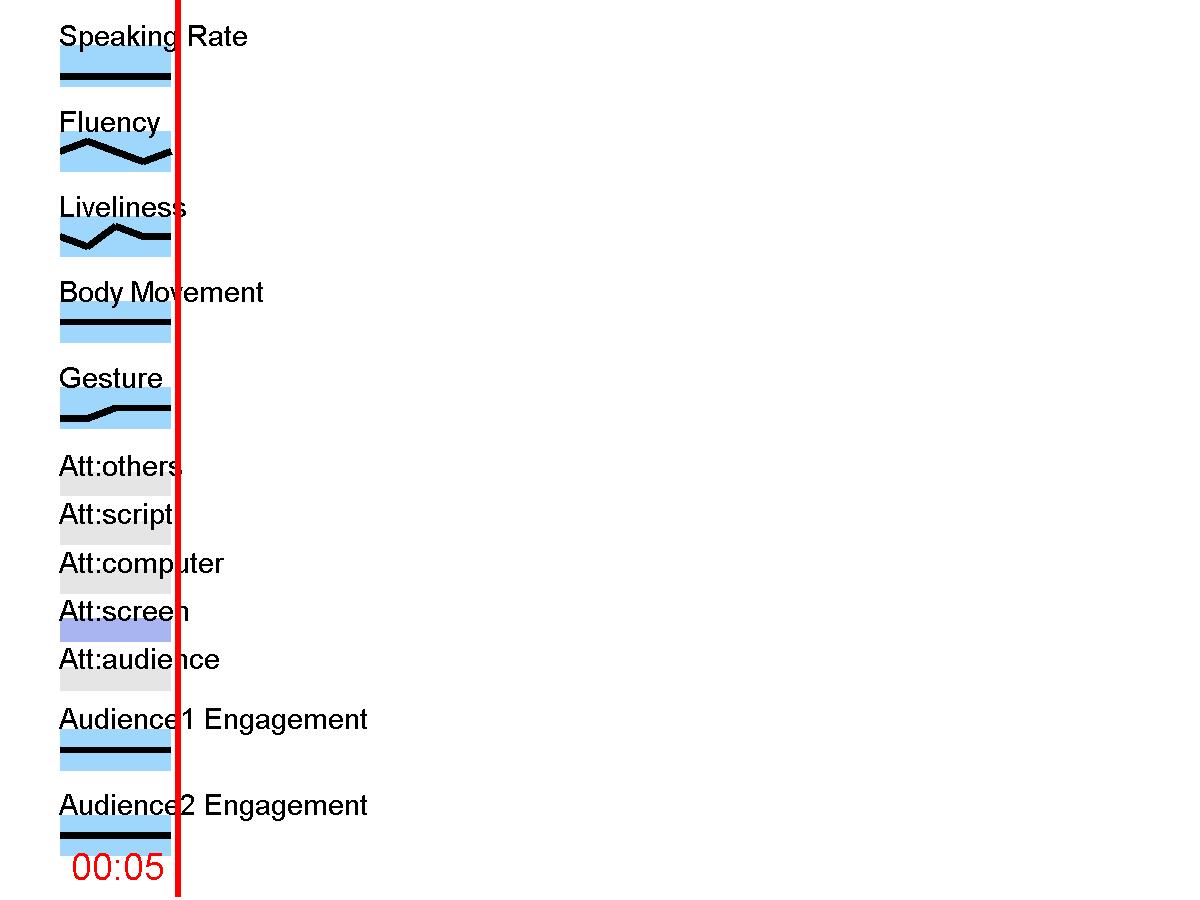 Speaking Rate
Fluency
Liveliness
Body Movement
Gesture
Att:others
Att:script
Att:computer
Att:screen
Att:audience
Audience1 Engagement
Audience2 Engagement
00:05